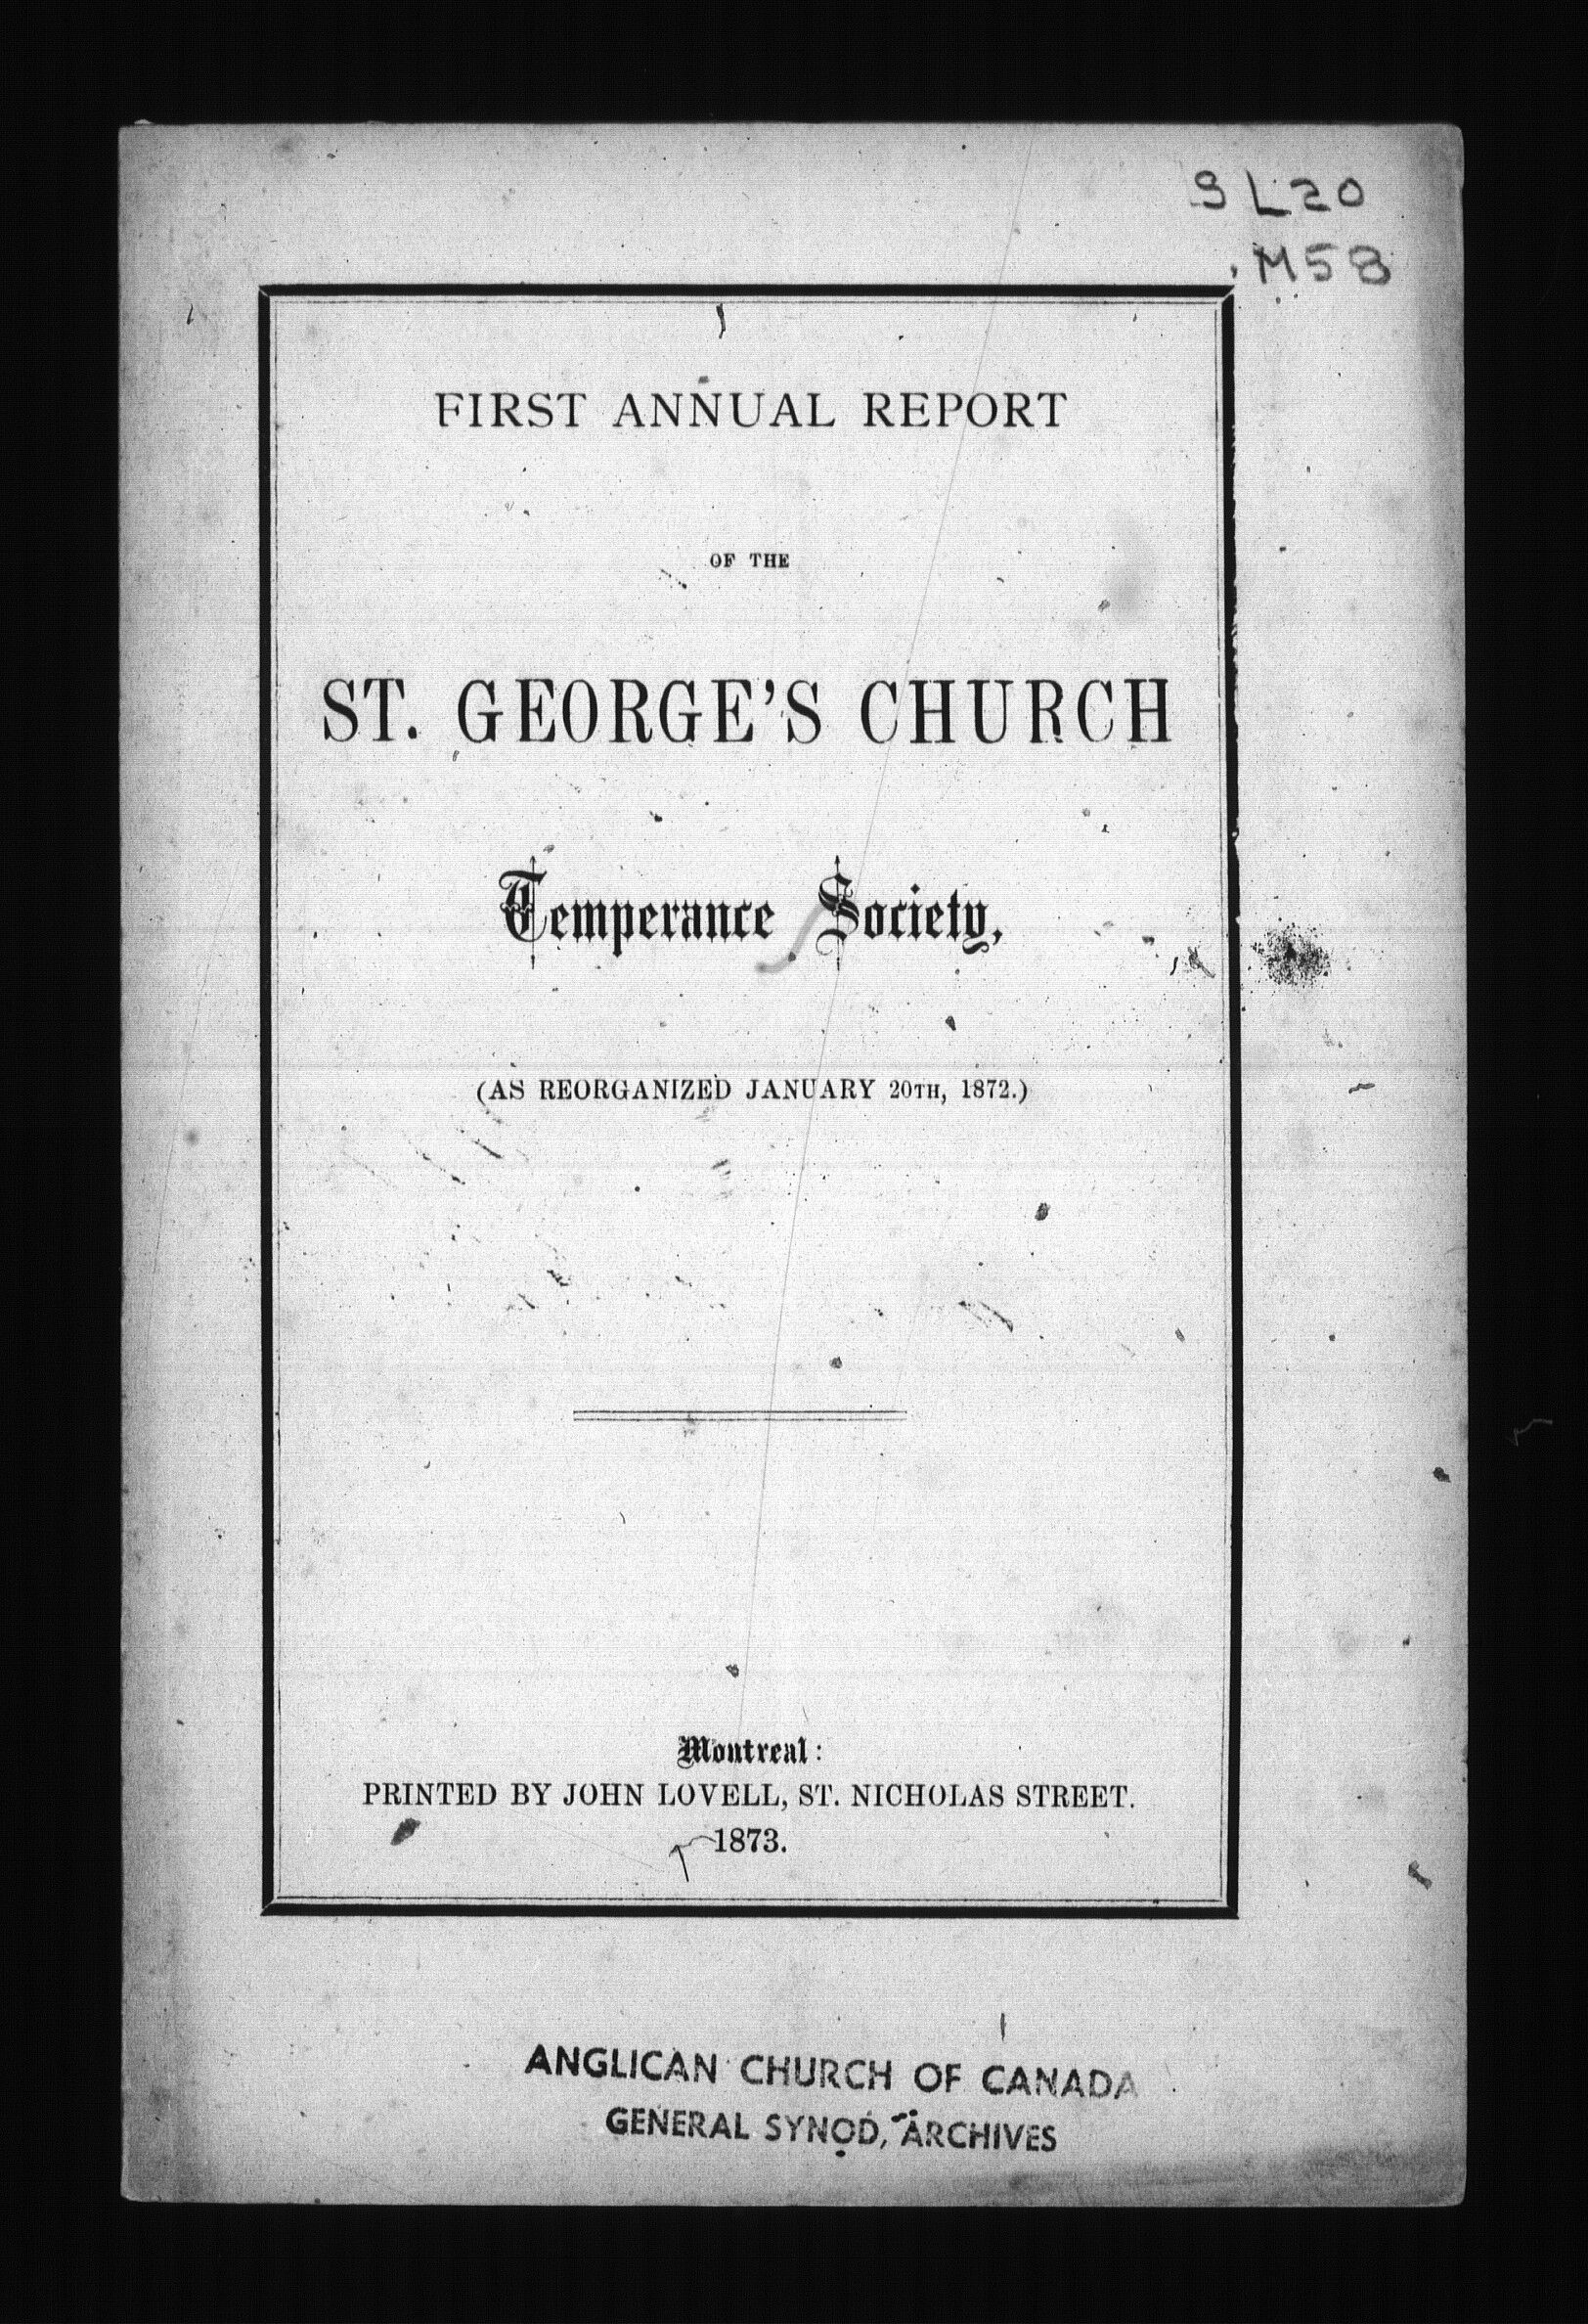 SL20
.M58
FIRST ANNUAL REPORT
OF THE
ST. GEORGE'S CHURCH
Temperance Society,
(AS REORGANIZED JANUARY 20TH, 1872.)
Montreal:
PRINTED BY JOHN LOVELL, ST. NICHOLAS STREET.
1873.
ANGLICAN CHURCH OF CANADA
GENERAL SYNOD, ARCHIVES